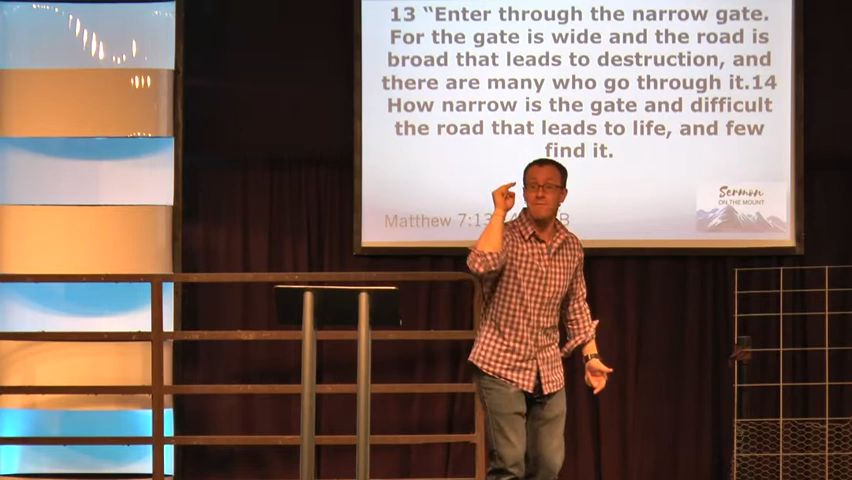 13 “Enter through the narrow gate.
For the gate is wide and the road is
broad that leads to destruction, and
there are many who go through it.14
How narrow is the gate and difficult
the road that leads to life, and few
find it.
Sermon
ON THE MOUNT
Matthew 7:13